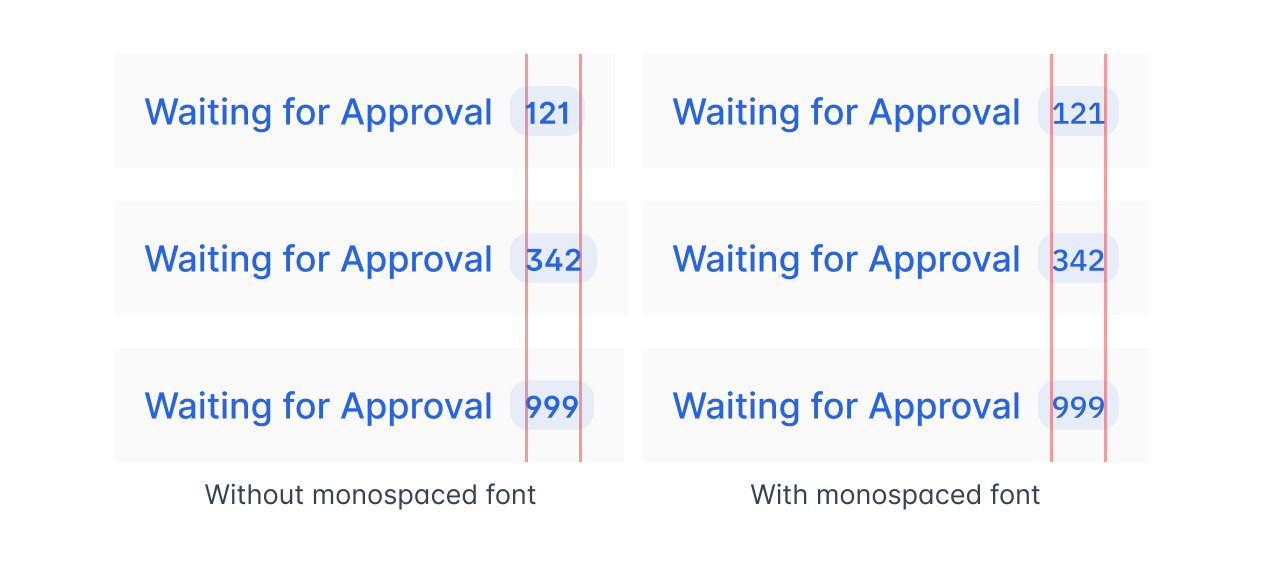 Waiting for Approval 121
Waiting for Approval 342
Waiting for Approval 999
Without monospaced font
Waiting for Approval 121
Waiting for Approval 342
Waiting for Approval 999
With monospaced font